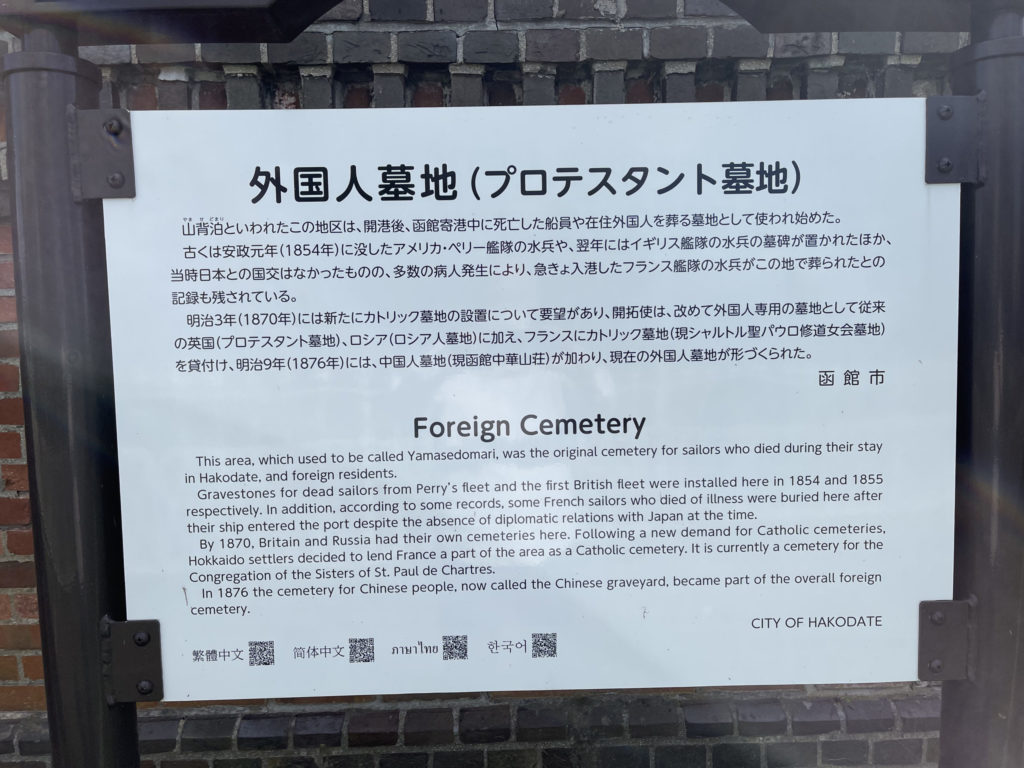 外国人墓地(プロテスタント墓地)
やま せ どまり
山背泊といわれたこの地区は、開港後、函館寄港中に死亡した船員や在住外国人を葬る墓地として使われ始めた。
古くは安政元年(1854年)に没したアメリカ・ペリー艦隊の水兵や、翌年にはイギリス艦隊の水兵の墓碑が置かれたほか、
当時日本との国交はなかったものの、多数の病人発生により、急きょ入港したフランス艦隊の水兵がこの地で葬られたとの
記録も残されている。
明治3年(1870年)には新たにカトリック墓地の設置について要望があり、開拓使は、改めて外国人専用の墓地として従来
の英国(プロテスタント墓地)、ロシア(ロシア人墓地)に加え、フランスにカトリック墓地(現シャルトル聖パウロ修道女会墓地)
を貸付け、明治9年(1876年)には、中国人墓地(現函館中華山荘)が加わり、現在の外国人墓地が形づくられた。
函館市
Foreign Cemetery
This area, which used to be called Yamasedomari, was the original cemetery for sailors who died during their stay
in Hakodate, and foreign residents.
Gravestones for dead sailors from Perry's fleet and the first British fleet were installed here in 1854 and 1855
respectively. In addition, according to some records, some French sailors who died of illness were buried here after
their ship entered the port despite the absence of diplomatic relations with Japan at the time.
By 1870, Britain and Russia had their own cemeteries here. Following a new demand for Catholic cemeteries,
Hokkaido settlers decided to lend France a part of the area as a Catholic cemetery. It is currently a cemetery for the
Congregation of the Sisters of St. Paul de Chartres.
In 1876 the cemetery for Chinese people, now called the Chinese graveyard, became part of the overall foreign
cemetery.
CITY OF HAKODATE
繁體中文 简体中文 ภาษาไทย 한국어